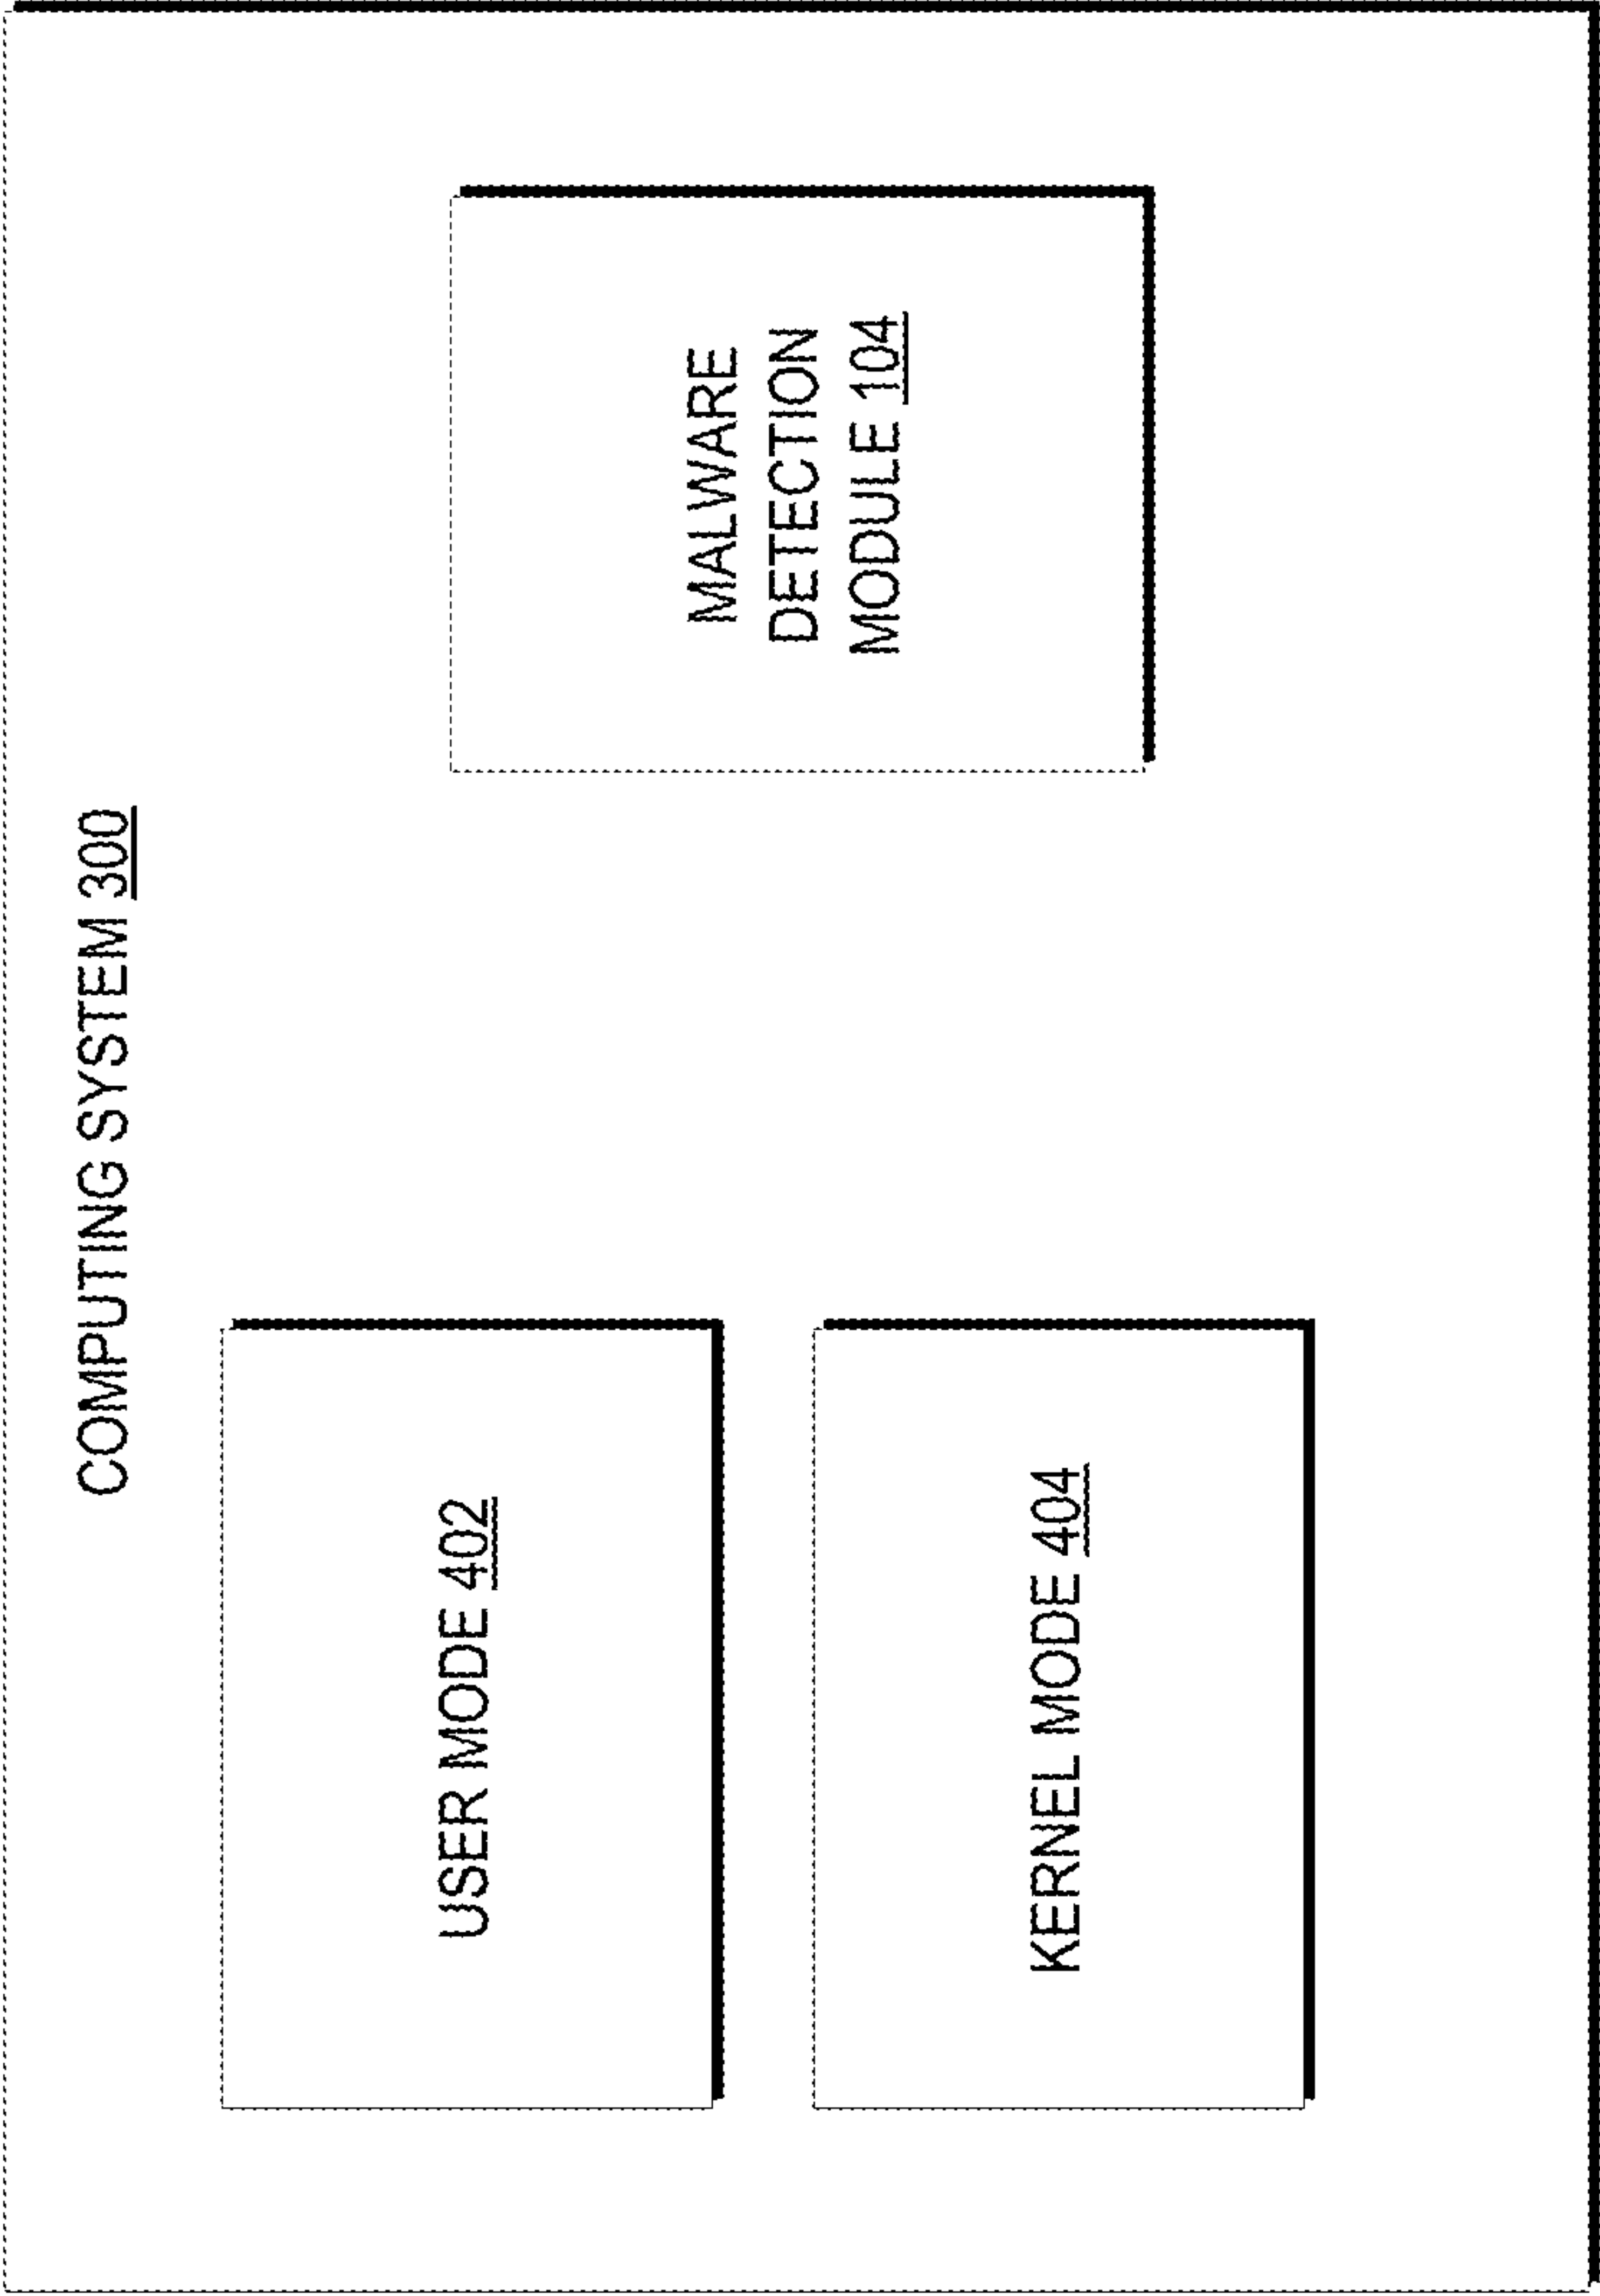 COMPUTING SYSTEM 300
USER MODE 402
KERNEL MODE 404
MALWARE
DETECTION
MODULE 104